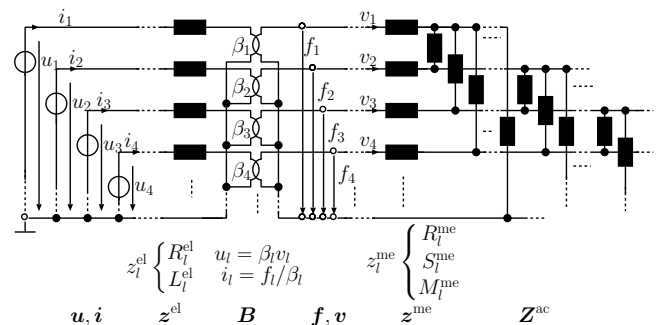 i₁ v₁
β₁ f₁
u₁ i₂ v₂
β₂ f₂
u₂ i₃ v₃
β₃ f₃
u₃ i₄ v₄
β₄ f₄
u₄
z_l^el { R_l^el L_l^el
u_l = β_l v_l
i_l = f_l/β_l
z_l^me { R_l^me S_l^me M_l^me
u, i z^el B f, v z^me Z^ac